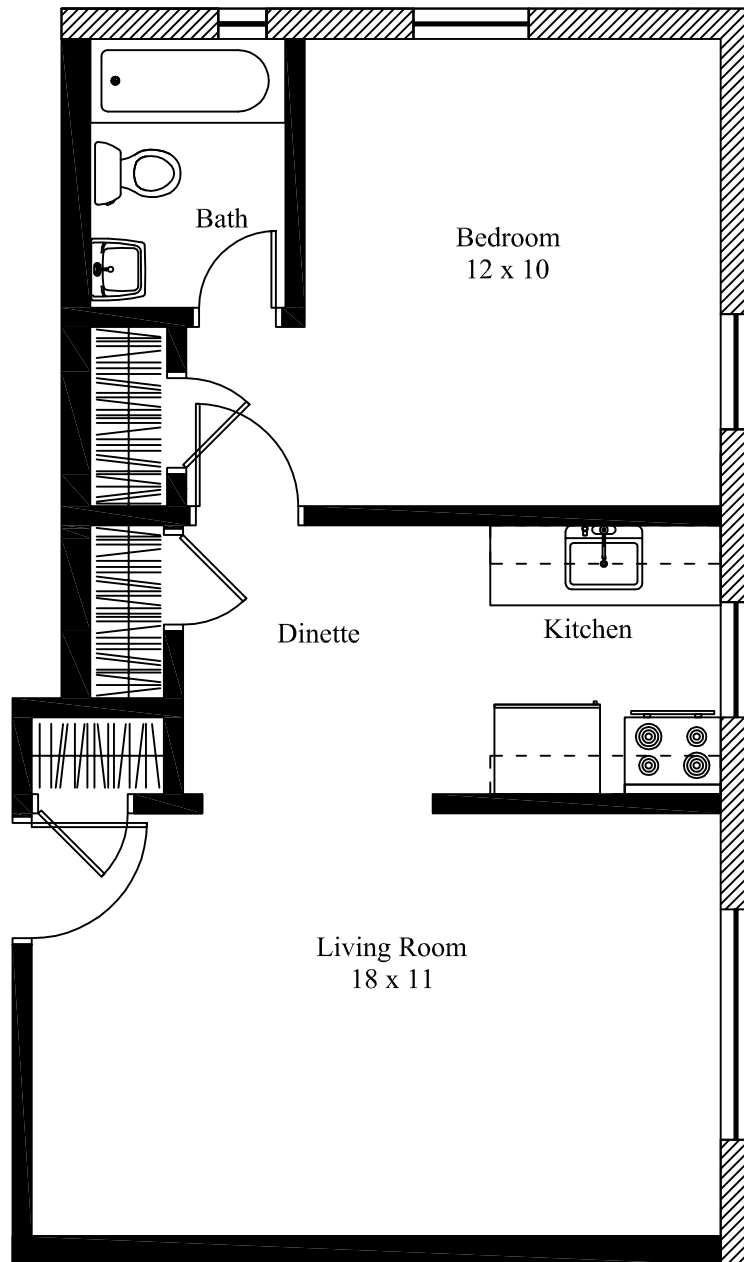 Bath
Bedroom
12 x 10
Dinette
Kitchen
Living Room
18 x 11